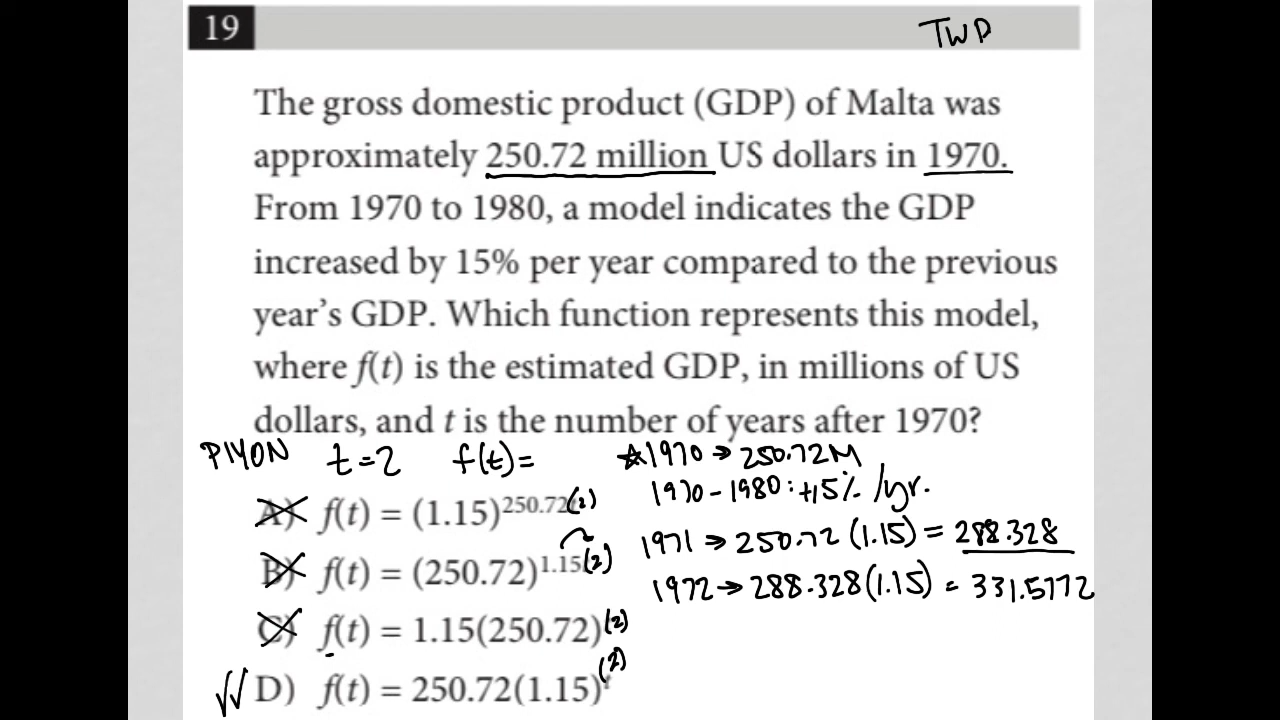 19
TWD
The gross domestic product (GDP) of Malta was
approximately 250.72 million US dollars in 1970.
From 1970 to 1980, a model indicates the GDP
increased by 15% per year compared to the previous
year's GDP. Which function represents this model,
where f(t) is the estimated GDP, in millions of US
dollars, and t is the number of years after 1970?
PIYON t=2 f(t)=
☆1970 → 250.72M
1970-1980: +15% /yr.
1971 → 250.72 (1.15) = 288.328
1972 → 288.328(1.15) = 331.5772
A) f(t) = (1.15)^250.72(2)
B) f(t) = (250.72)^1.15(2)
C) f(t) = 1.15(250.72)^(2)
D) f(t) = 250.72(1.15)^(2)